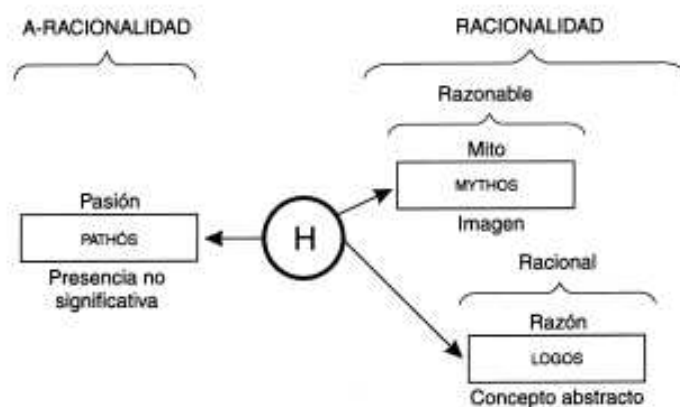 A-RACIONALIDAD
RACIONALIDAD
Razonable
Mito
MYTHOS
Imagen
Pasión
PATHÓS
Presencia no
significativa
H
Racional
Razón
LOGOS
Concepto abstracto